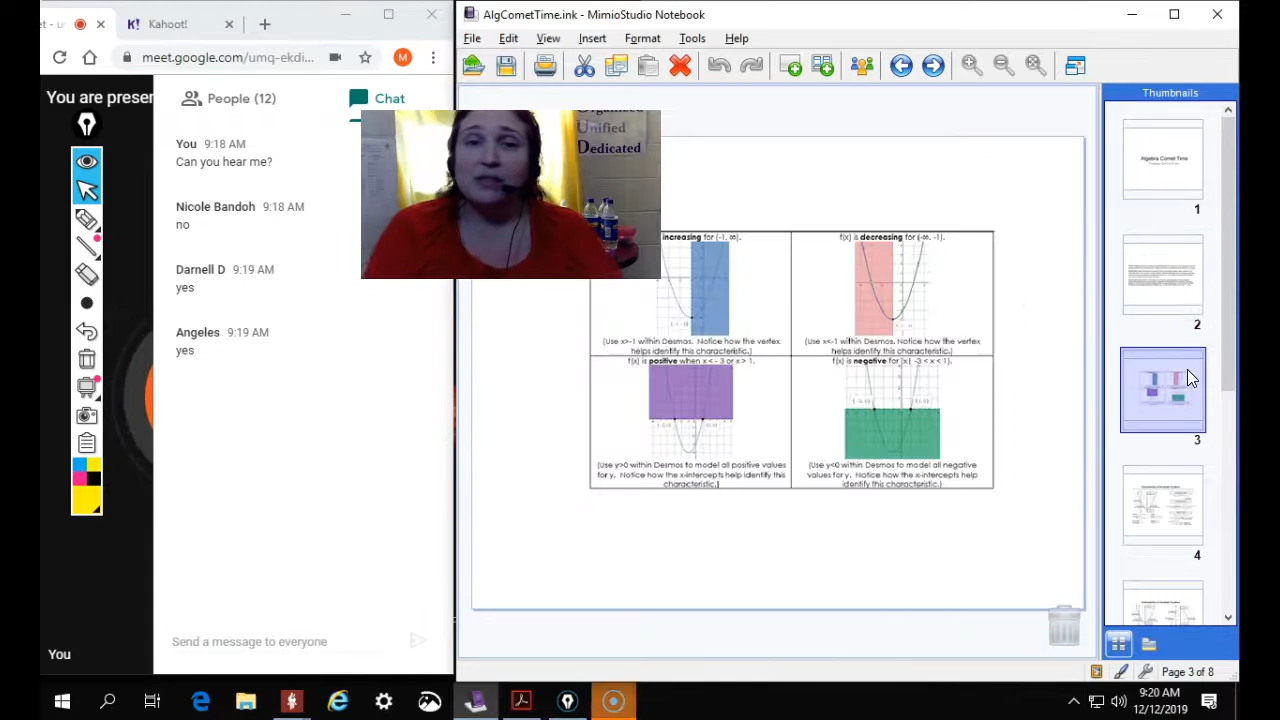 et - u
Kahoot!
AlgCometTime.ink - MimioStudio Notebook
meet.google.com/umq-ekdi...
M
File Edit View Insert Format Tools Help
You are presen
People (12)
Chat
Thumbnails
You 9:18 AM
Can you hear me?
Nicole Bandoh 9:18 AM
no
Darnell D 9:19 AM
yes
Angeles 9:19 AM
yes
Unified
Dedicated
increasing for (-1, ∞).
f(x) is decreasing for (-∞, -1).
(Use x>-1 within Desmos. Notice how the vertex
helps identify this characteristic.)
(Use x<-1 within Desmos. Notice how the vertex
helps identify this characteristic.)
f(x) is positive when x < - 3 or x > 1.
f(x) is negative for {x| -3 < x < 1}.
(Use y>0 within Desmos to model all positive values
for y. Notice how the x-intercepts help identify this
characteristic.)
(Use y<0 within Desmos to model all negative
values for y. Notice how the x-intercepts help
identify this characteristic.)
Algebra Comet Time
1
2
3
4
Send a message to everyone
You
Page 3 of 8
9:20 AM
12/12/2019